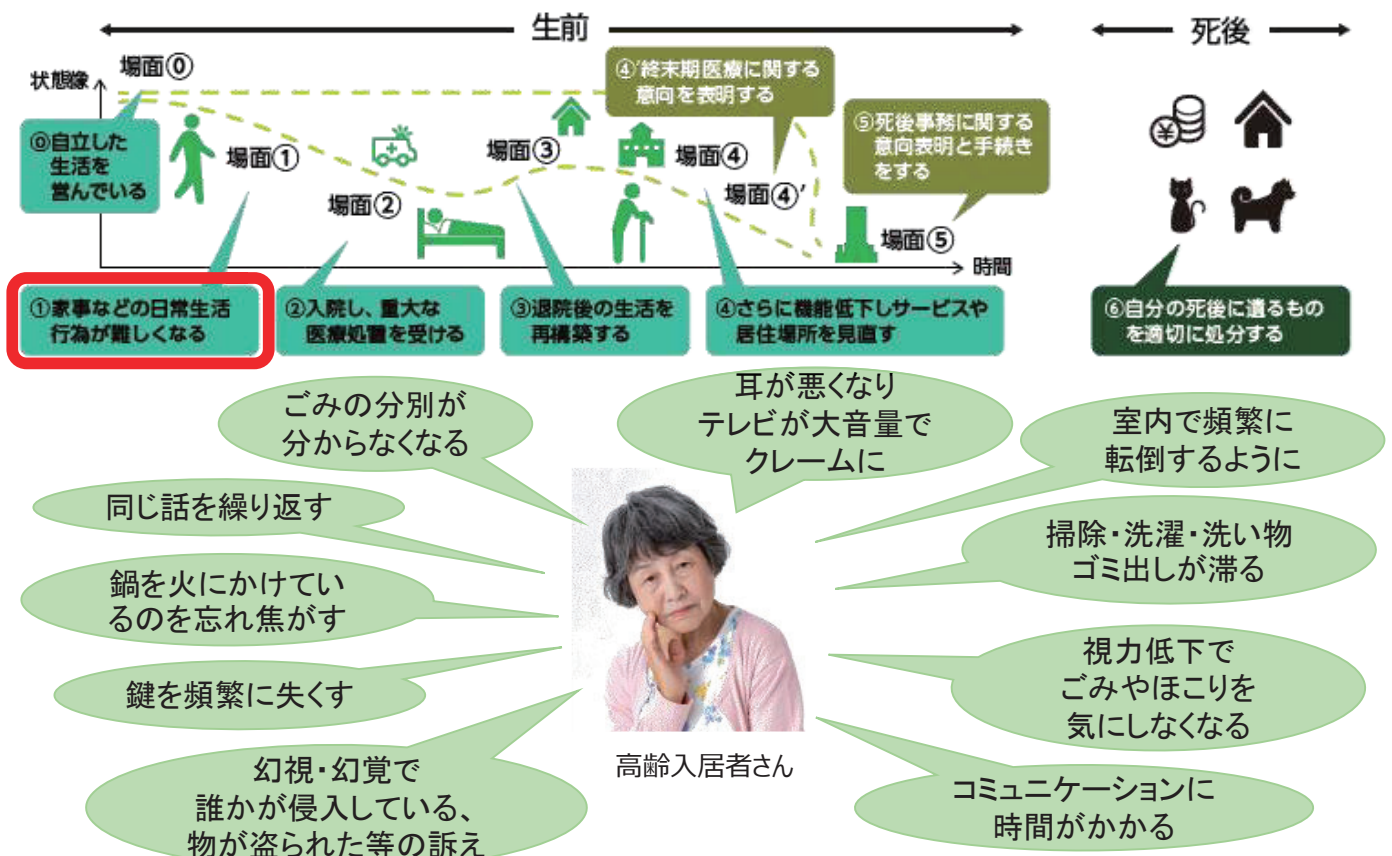 生前
死後
状態像
場面⓪
⓪自立した
生活を
営んでいる
場面①
場面②
場面③
④’終末期医療に関する
意向を表明する
場面④
場面④’
⑤死後事務に関する
意向表明と手続き
をする
場面⑤
時間
①家事などの日常生活
行為が難しくなる
②入院し、重大な
医療処置を受ける
③退院後の生活を
再構築する
④さらに機能低下しサービスや
居住場所を見直す
¥
⑥自分の死後に遺るもの
を適切に処分する
ごみの分別が
分からなくなる
耳が悪くなり
テレビが大音量で
クレームに
室内で頻繁に
転倒するように
同じ話を繰り返す
掃除・洗濯・洗い物
ゴミ出しが滞る
鍋を火にかけてい
るのを忘れ焦がす
視力低下で
ごみやほこりを
気にしなくなる
鍵を頻繁に失くす
高齢入居者さん
幻視・幻覚で
誰かが侵入している、
物が盗られた等の訴え
コミュニケーションに
時間がかかる